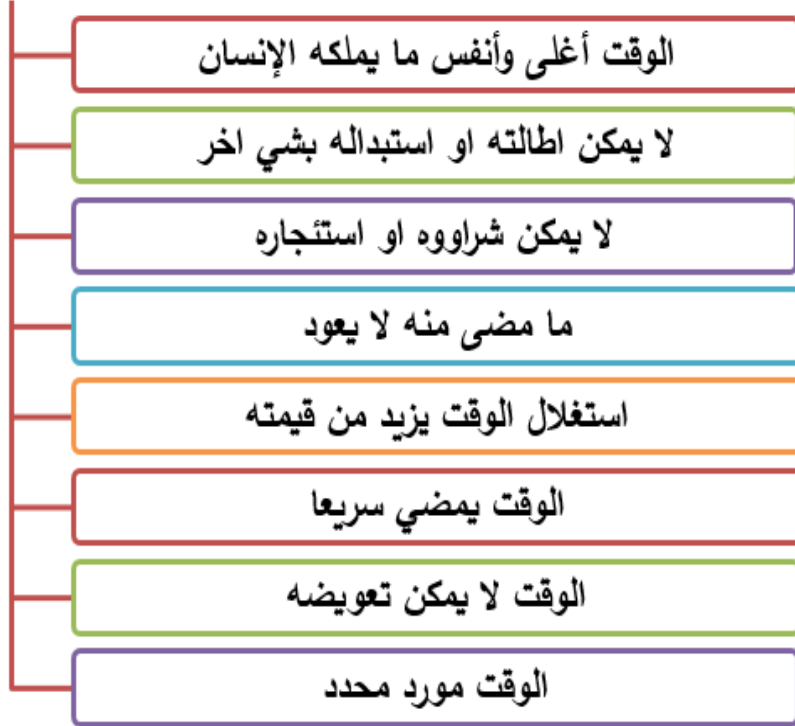 الوقت أغلى وأنفس ما يملكه الإنسان
لا يمكن اطالته او استبداله بشي اخر
لا يمكن شراووه او استئجاره
ما مضى منه لا يعود
استغلال الوقت يزيد من قيمته
الوقت يمضي سريعا
الوقت لا يمكن تعويضه
الوقت مورد محدد